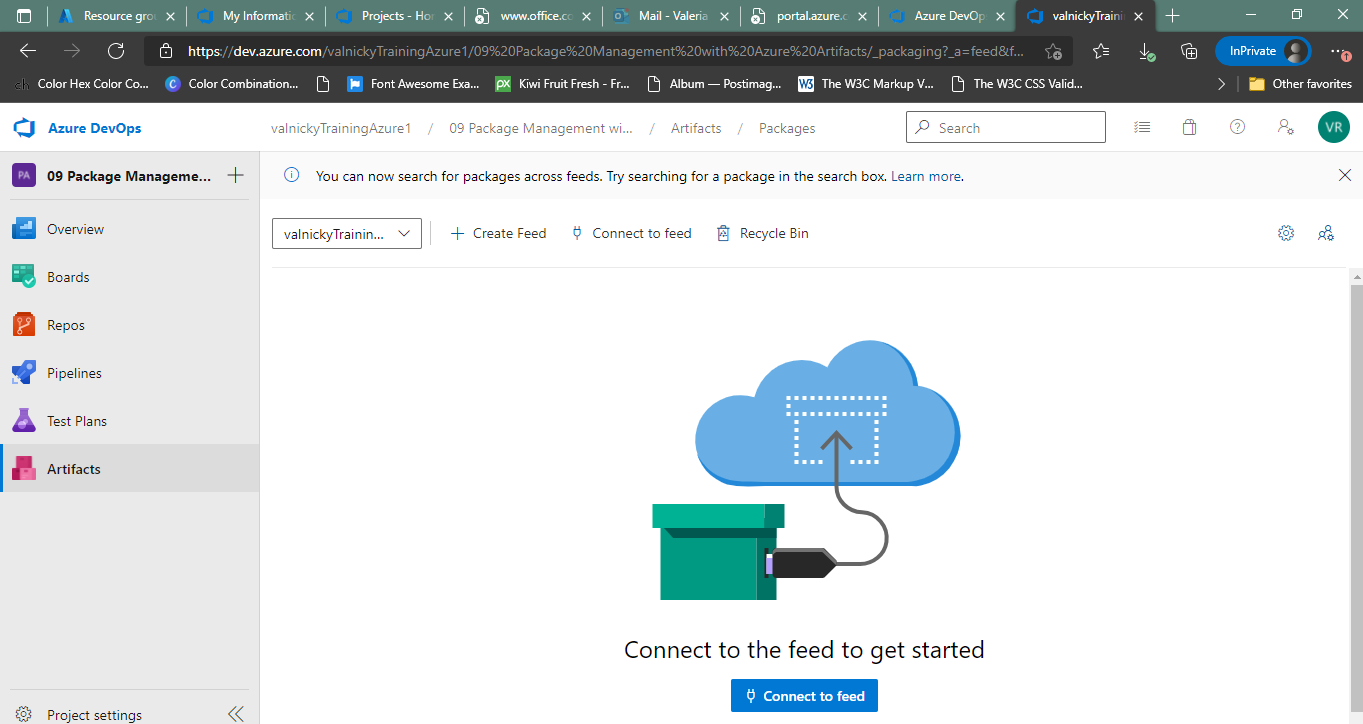 Resource gro
My Informatic
Projects - Ho
www.office.cc
Mail - Valeria
portal.azure.c
Azure DevOp
valnickyTraini
https://dev.azure.com/valnickyTrainingAzure1/09%20Package%20Management%20with%20Azure%20Artifacts/_packaging?_a=feed&f...
InPrivate
Color Hex Color Co...
Color Combination...
Font Awesome Exa...
Kiwi Fruit Fresh - Fr...
Album — Postimag...
The W3C Markup V...
The W3C CSS Valid...
Other favorites
Azure DevOps
valnickyTrainingAzure1 / 09 Package Management wi... / Artifacts / Packages
Search
VR
PA
09 Package Manageme...
You can now search for packages across feeds. Try searching for a package in the search box. Learn more.
valnickyTrainin...
Create Feed
Connect to feed
Recycle Bin
Overview
Boards
Repos
Pipelines
Test Plans
Artifacts
Connect to the feed to get started
Connect to feed
Project settings